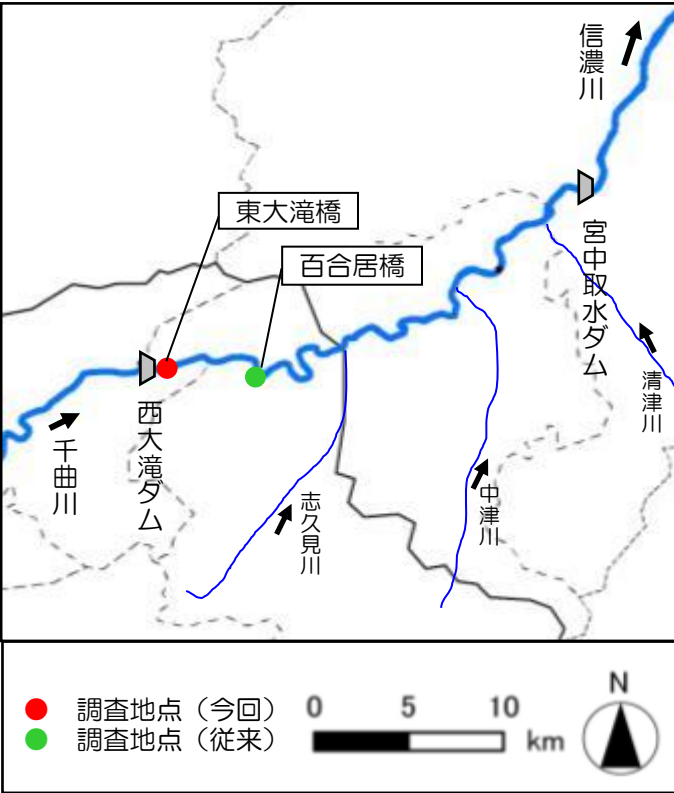 信濃川
東大滝橋
百合居橋
宮中取水ダム
清津川
西大滝ダム
千曲川
志久見川
中津川
調査地点（今回）
調査地点（従来）
0 5 10
km
N